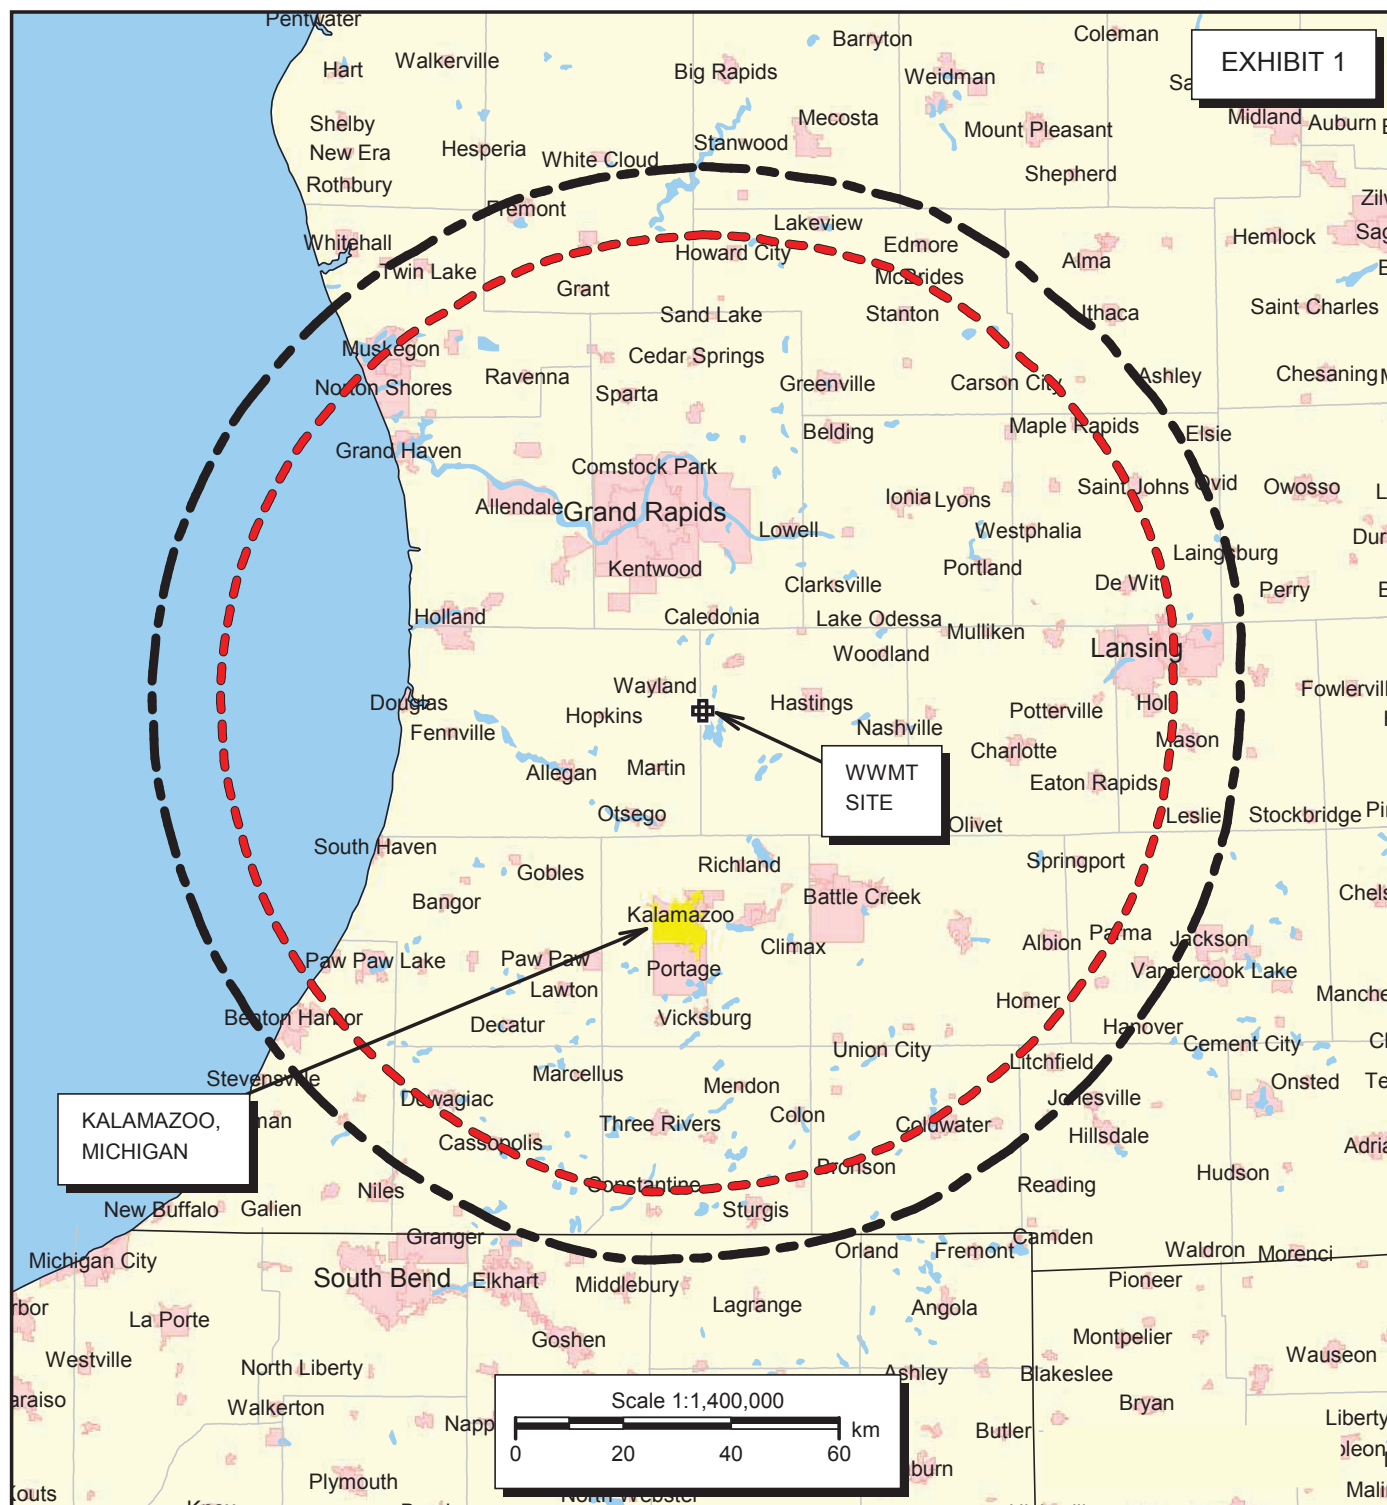 Pentwater
Barryton
Coleman
EXHIBIT 1
Hart
Walkerville
Big Rapids
Weidman
Shelby
Mecosta
Midland
Auburn
New Era
Hesperia
Stanwood
Mount Pleasant
White Cloud
Rothbury
Shepherd
Fremont
Lakeview
Whitehall
Howard City
Edmore
Hemlock
Twin Lake
McBrides
Alma
Grant
Sand Lake
Stanton
Ithaca
Saint Charles
Muskegon
Cedar Springs
Norton Shores
Ravenna
Sparta
Greenville
Carson City
Ashley
Chesaning
Grand Haven
Belding
Maple Rapids
Elsie
Comstock Park
Allendale
Grand Rapids
Ionia
Lyons
Saint Johns
Ovid
Owosso
Lowell
Westphalia
Kentwood
Portland
Laingsburg
Clarksville
De Witt
Perry
Holland
Caledonia
Lake Odessa
Mulliken
Woodland
Lansing
Wayland
Douglas
Hopkins
Hastings
Potterville
Holt
Fowlerville
Fennville
Nashville
Charlotte
Mason
Allegan
Martin
WWMT
SITE
Eaton Rapids
Otsego
Olivet
Leslie
Stockbridge
South Haven
Richland
Springport
Gobles
Bangor
Battle Creek
Kalamazoo
Climax
Albion
Parma
Jackson
Paw Paw Lake
Paw Paw
Portage
Vandercook Lake
Lawton
Homer
Benton Harbor
Decatur
Vicksburg
Hanover
Union City
Cement City
Stevensville
Marcellus
Mendon
Litchfield
Onsted
Dowagiac
Jonesville
KALAMAZOO,
MICHIGAN
Three Rivers
Colon
Coldwater
Hillsdale
Cassopolis
Bronson
Hudson
Niles
Constantine
Reading
New Buffalo
Galien
Sturgis
Granger
Camden
Michigan City
Orland
Fremont
Waldron
Morenci
South Bend
Elkhart
Middlebury
Pioneer
La Porte
Lagrange
Angola
Goshen
Montpelier
Westville
North Liberty
Ashley
Blakeslee
Wauseon
Walkerton
Scale 1:1,400,000
Bryan
Napp
km
0 20 40 60
Butler
Liberty
Plymouth
burn
North Webster